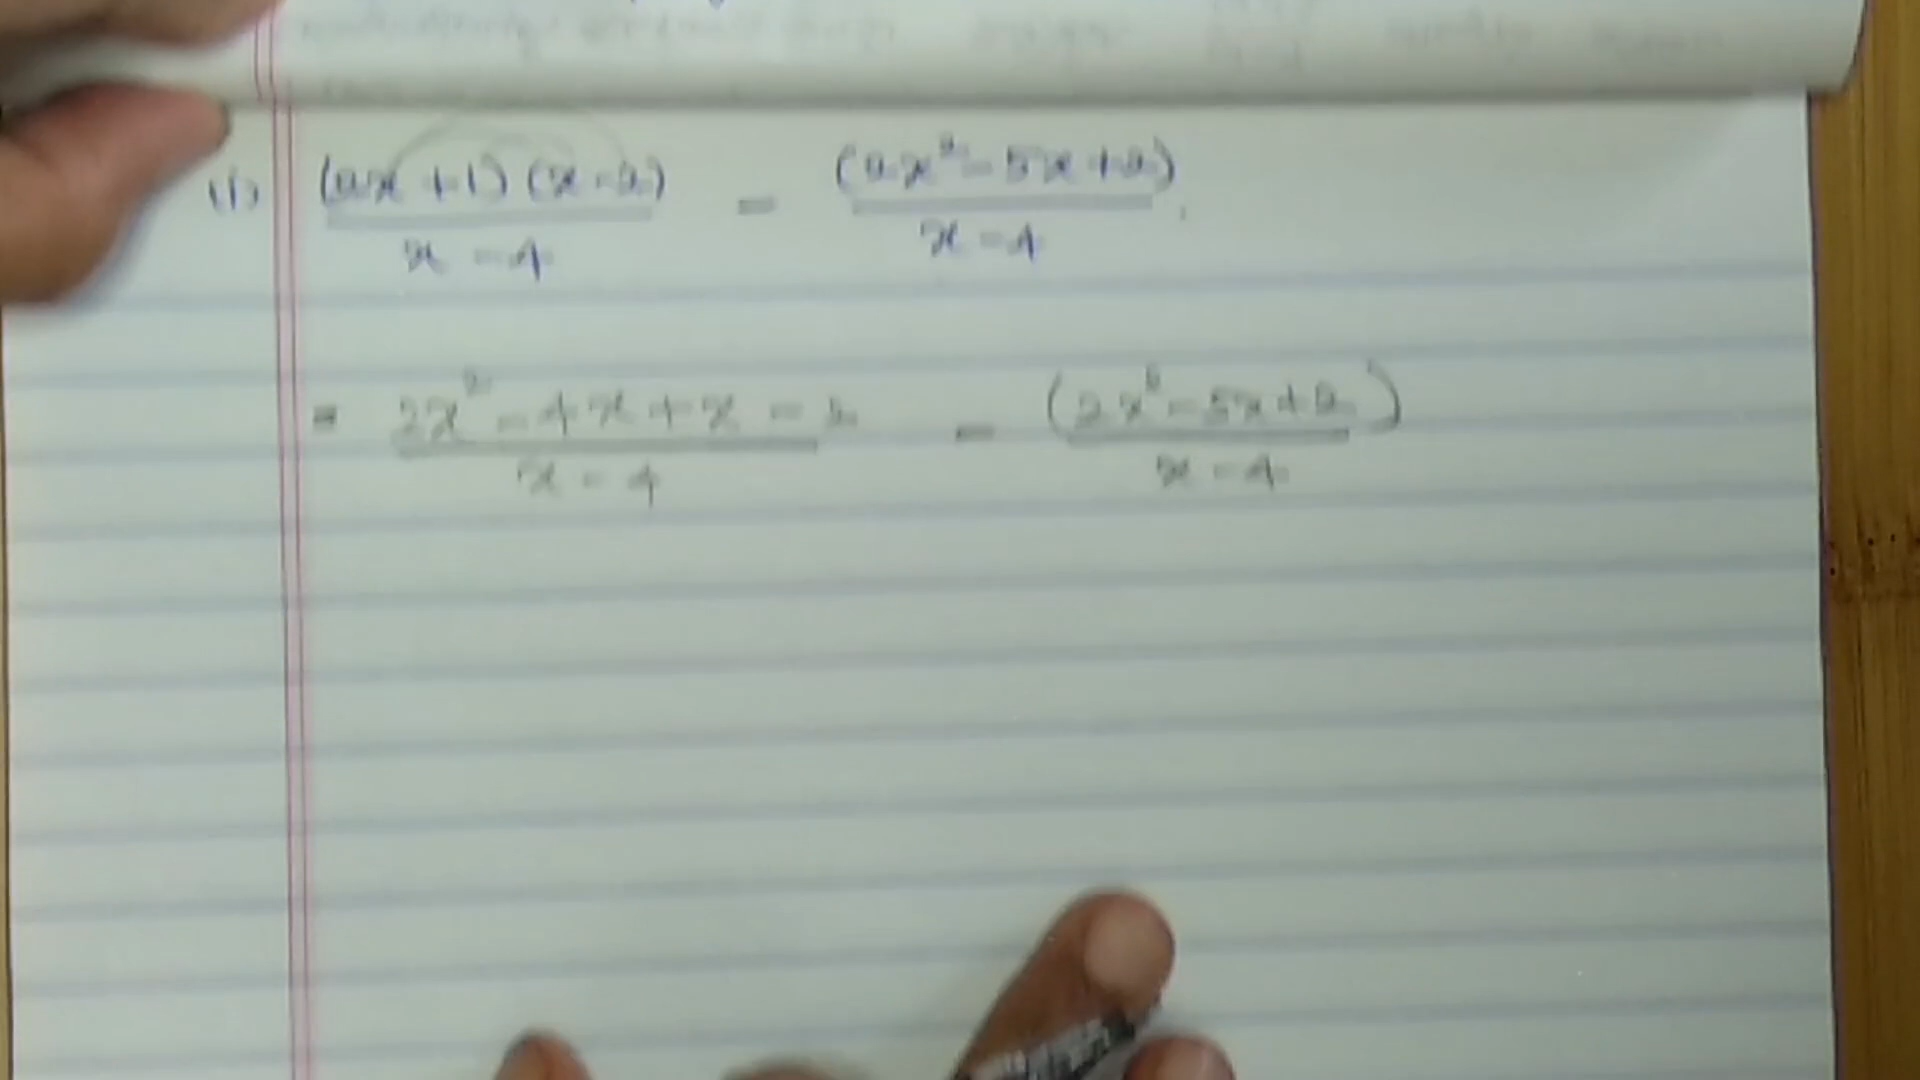 (i) (2x + 1) (x - 2) / x - 4 - (2x² - 5x + 2) / x - 4
= 2x² - 4x + x - 2 / x - 4 - (2x² - 5x + 2) / x - 4